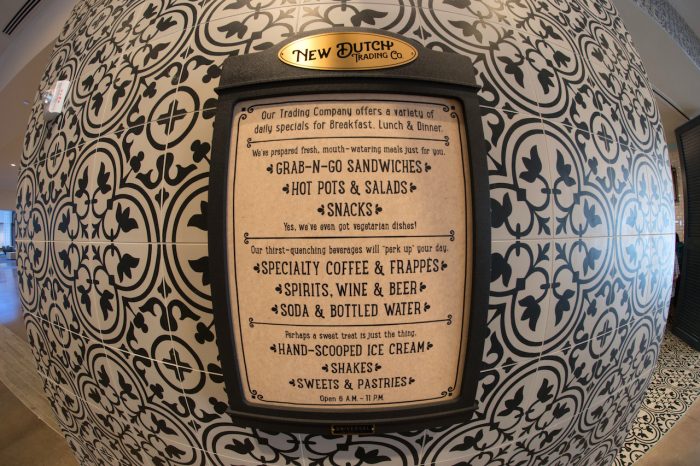 New Dutch
Trading Co.
Our Trading Company offers a variety of
daily specials for Breakfast, Lunch & Dinner.
We've prepared fresh, mouth-watering meals just for you.
GRAB-N-GO SANDWICHES
HOT POTS & SALADS
SNACKS
Yes, we've even got vegetarian dishes!
Our thirst-quenching beverages will "perk up" your day.
SPECIALTY COFFEE & FRAPPÉS
SPIRITS, WINE & BEER
SODA & BOTTLED WATER
Perhaps a sweet treat is just the thing.
HAND-SCOOPED ICE CREAM
SHAKES
SWEETS & PASTRIES
Open 6 A.M. - 11 P.M.
UNIVERSAL